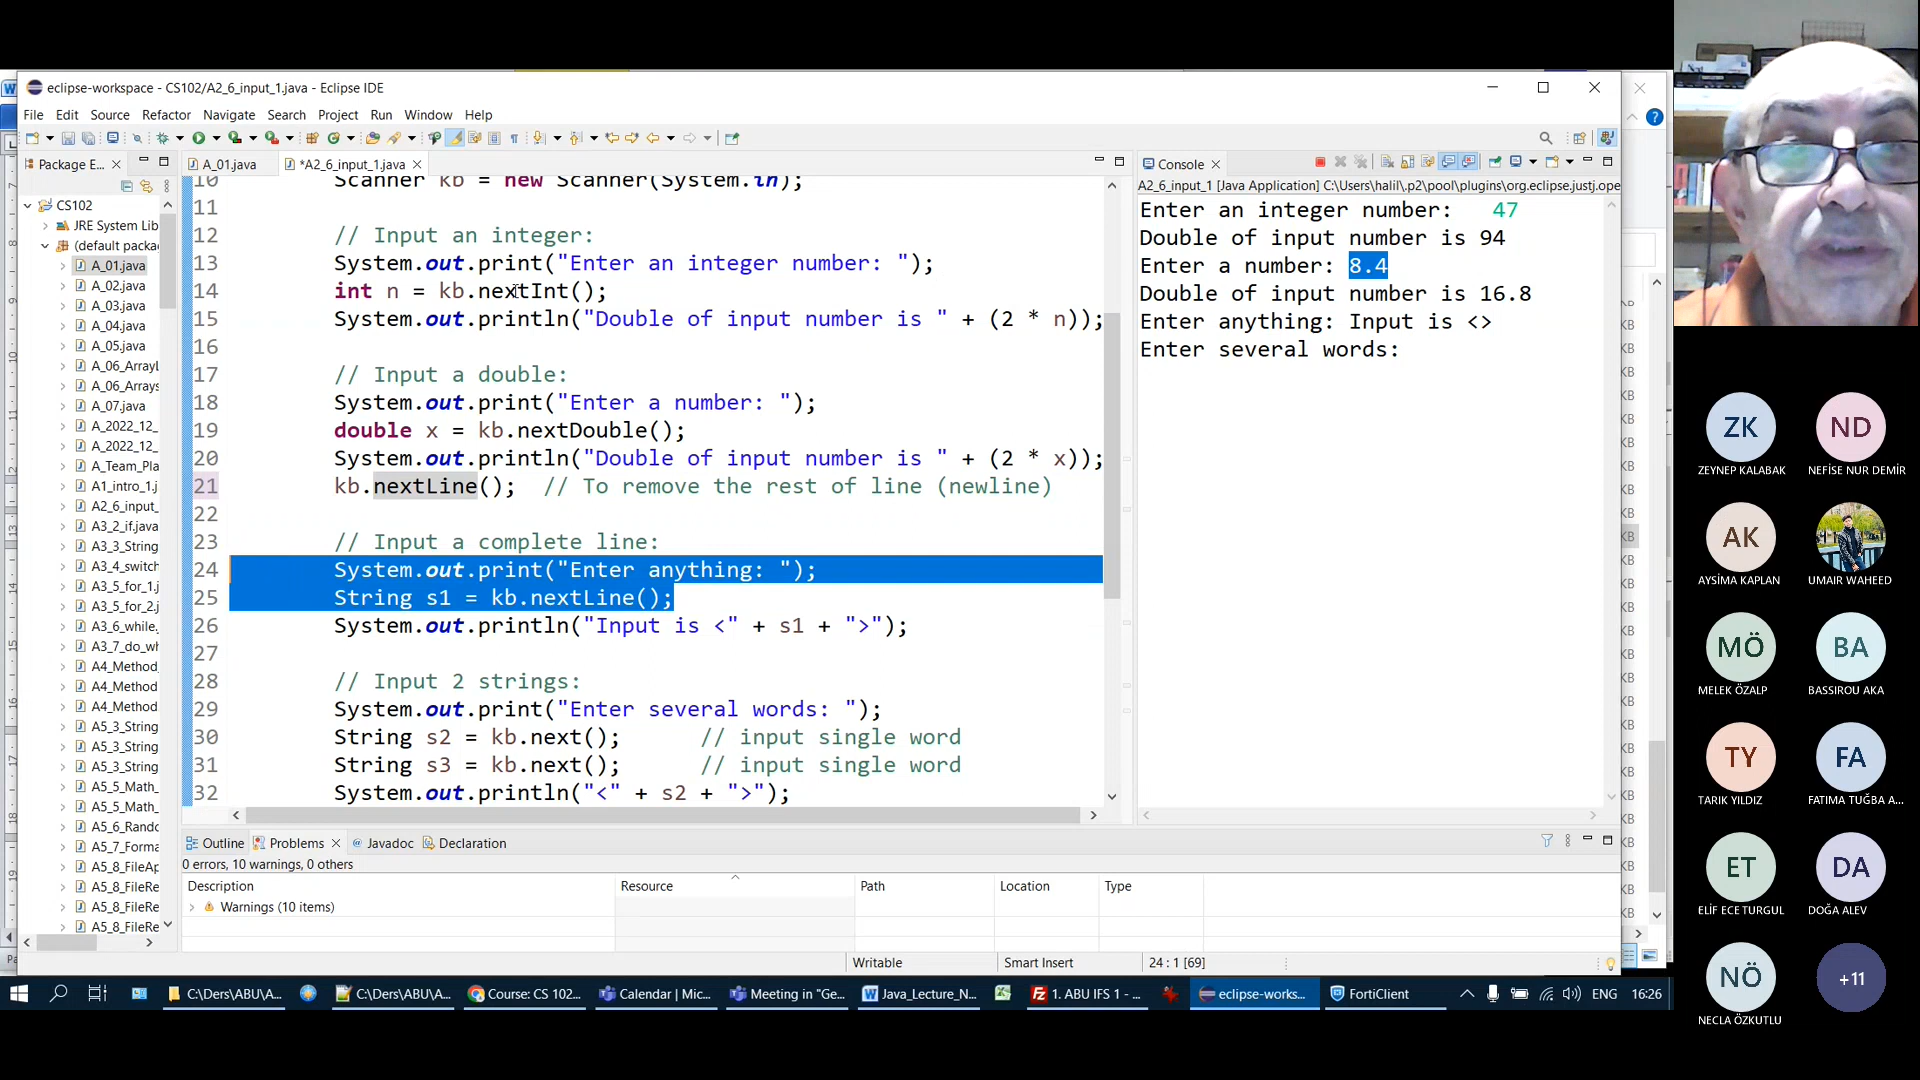 eclipse-workspace - CS102/A2_6_input_1.java - Eclipse IDE
File Edit Source Refactor Navigate Search Project Run Window Help
Package E...
A_01.java
*A2_6_input_1.java
CS102
JRE System Lib
(default packa
A_01.java
A_02.java
A_03.java
A_04.java
A_05.java
A_06_ArrayL
A_06_Arrays
A_07.java
A_2022_12_
A_2022_12_
A_Team_Pla
A1_intro_1.j
A2_6_input_
A3_2_if.java
A3_3_String
A3_4_switch
A3_5_for_1.j
A3_5_for_2.j
A3_6_while.
A3_7_do_wh
A4_Method_
A4_Method
A4_Method
A5_3_String
A5_3_String
A5_3_String
A5_5_Math_
A5_5_Math_
A5_6_Rando
A5_7_Forma
A5_8_FileAp
A5_8_FileRe
A5_8_FileRe
A5_8_FileRe
10 Scanner kb = new Scanner(System.in);
11
12 // Input an integer:
13 System.out.print("Enter an integer number: ");
14 int n = kb.nextInt();
15 System.out.println("Double of input number is " + (2 * n));
16
17 // Input a double:
18 System.out.print("Enter a number: ");
19 double x = kb.nextDouble();
20 System.out.println("Double of input number is " + (2 * x));
21 kb.nextLine(); // To remove the rest of line (newline)
22
23 // Input a complete line:
24 System.out.print("Enter anything: ");
25 String s1 = kb.nextLine();
26 System.out.println("Input is <" + s1 + ">");
27
28 // Input 2 strings:
29 System.out.print("Enter several words: ");
30 String s2 = kb.next(); // input single word
31 String s3 = kb.next(); // input single word
32 System.out.println("<" + s2 + ">");
Console
A2_6_input_1 [Java Application] C:\Users\halil\.p2\pool\plugins\org.eclipse.justj.ope
Enter an integer number: 47
Double of input number is 94
Enter a number: 8.4
Double of input number is 16.8
Enter anything: Input is <>
Enter several words:
Outline Problems Javadoc Declaration
0 errors, 10 warnings, 0 others
Description Resource Path Location Type
Warnings (10 items)
Writable Smart Insert 24 : 1 [69]
C:\Ders\ABU\A... C:\Ders\ABU\A... Course: CS 102... Calendar | Mic... Meeting in "Ge... Java_Lecture_N... 1. ABU IFS 1 - ... eclipse-works... FortiClient ENG 16:26
ZK ND
ZEYNEP KALABAK NEFİSE NUR DEMİR
AK
AYSİMA KAPLAN UMAIR WAHEED
MÖ BA
MELEK ÖZALP BASSIROU AKA
TY FA
TARIK YILDIZ FATIMA TUĞBA A...
ET DA
ELİF ECE TURGUL DOĞA ALEV
NÖ +11
NECLA ÖZKUTLU